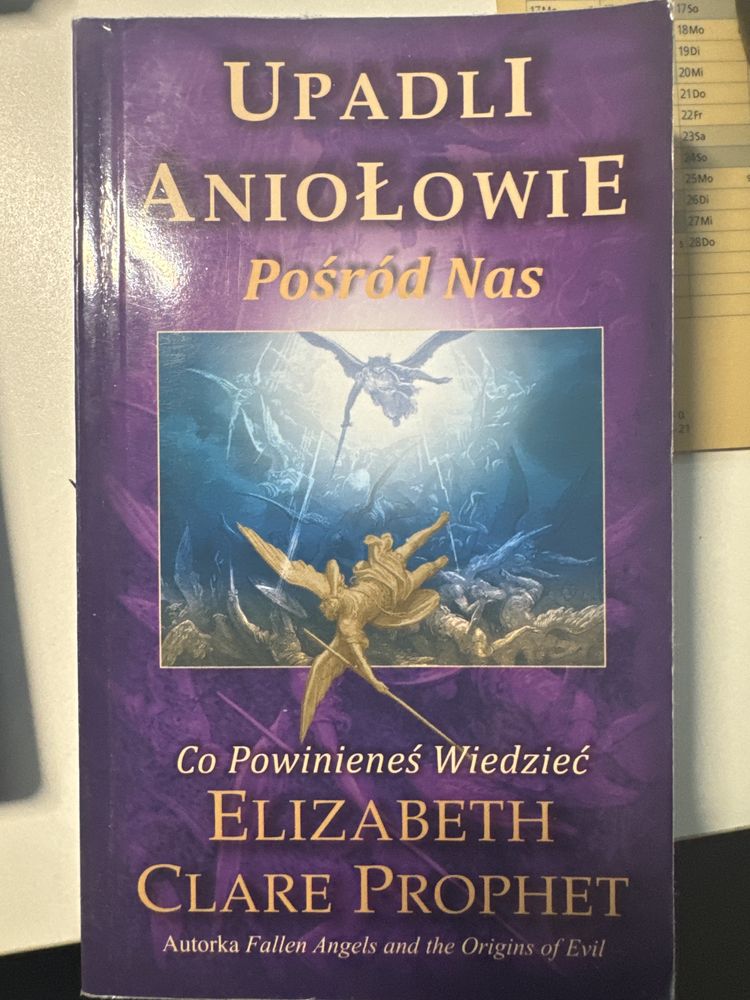 UPADLI
ANIOŁOWIE
Pośród Nas
Co Powinieneś Wiedzieć
ELIZABETH
CLARE PROPHET
Autorka Fallen Angels and the Origins of Evil
17So
18Mo
19Di
20Mi
21Do
22Fr
23Sa
24So
25Mo
26Di
27Mi
28Do